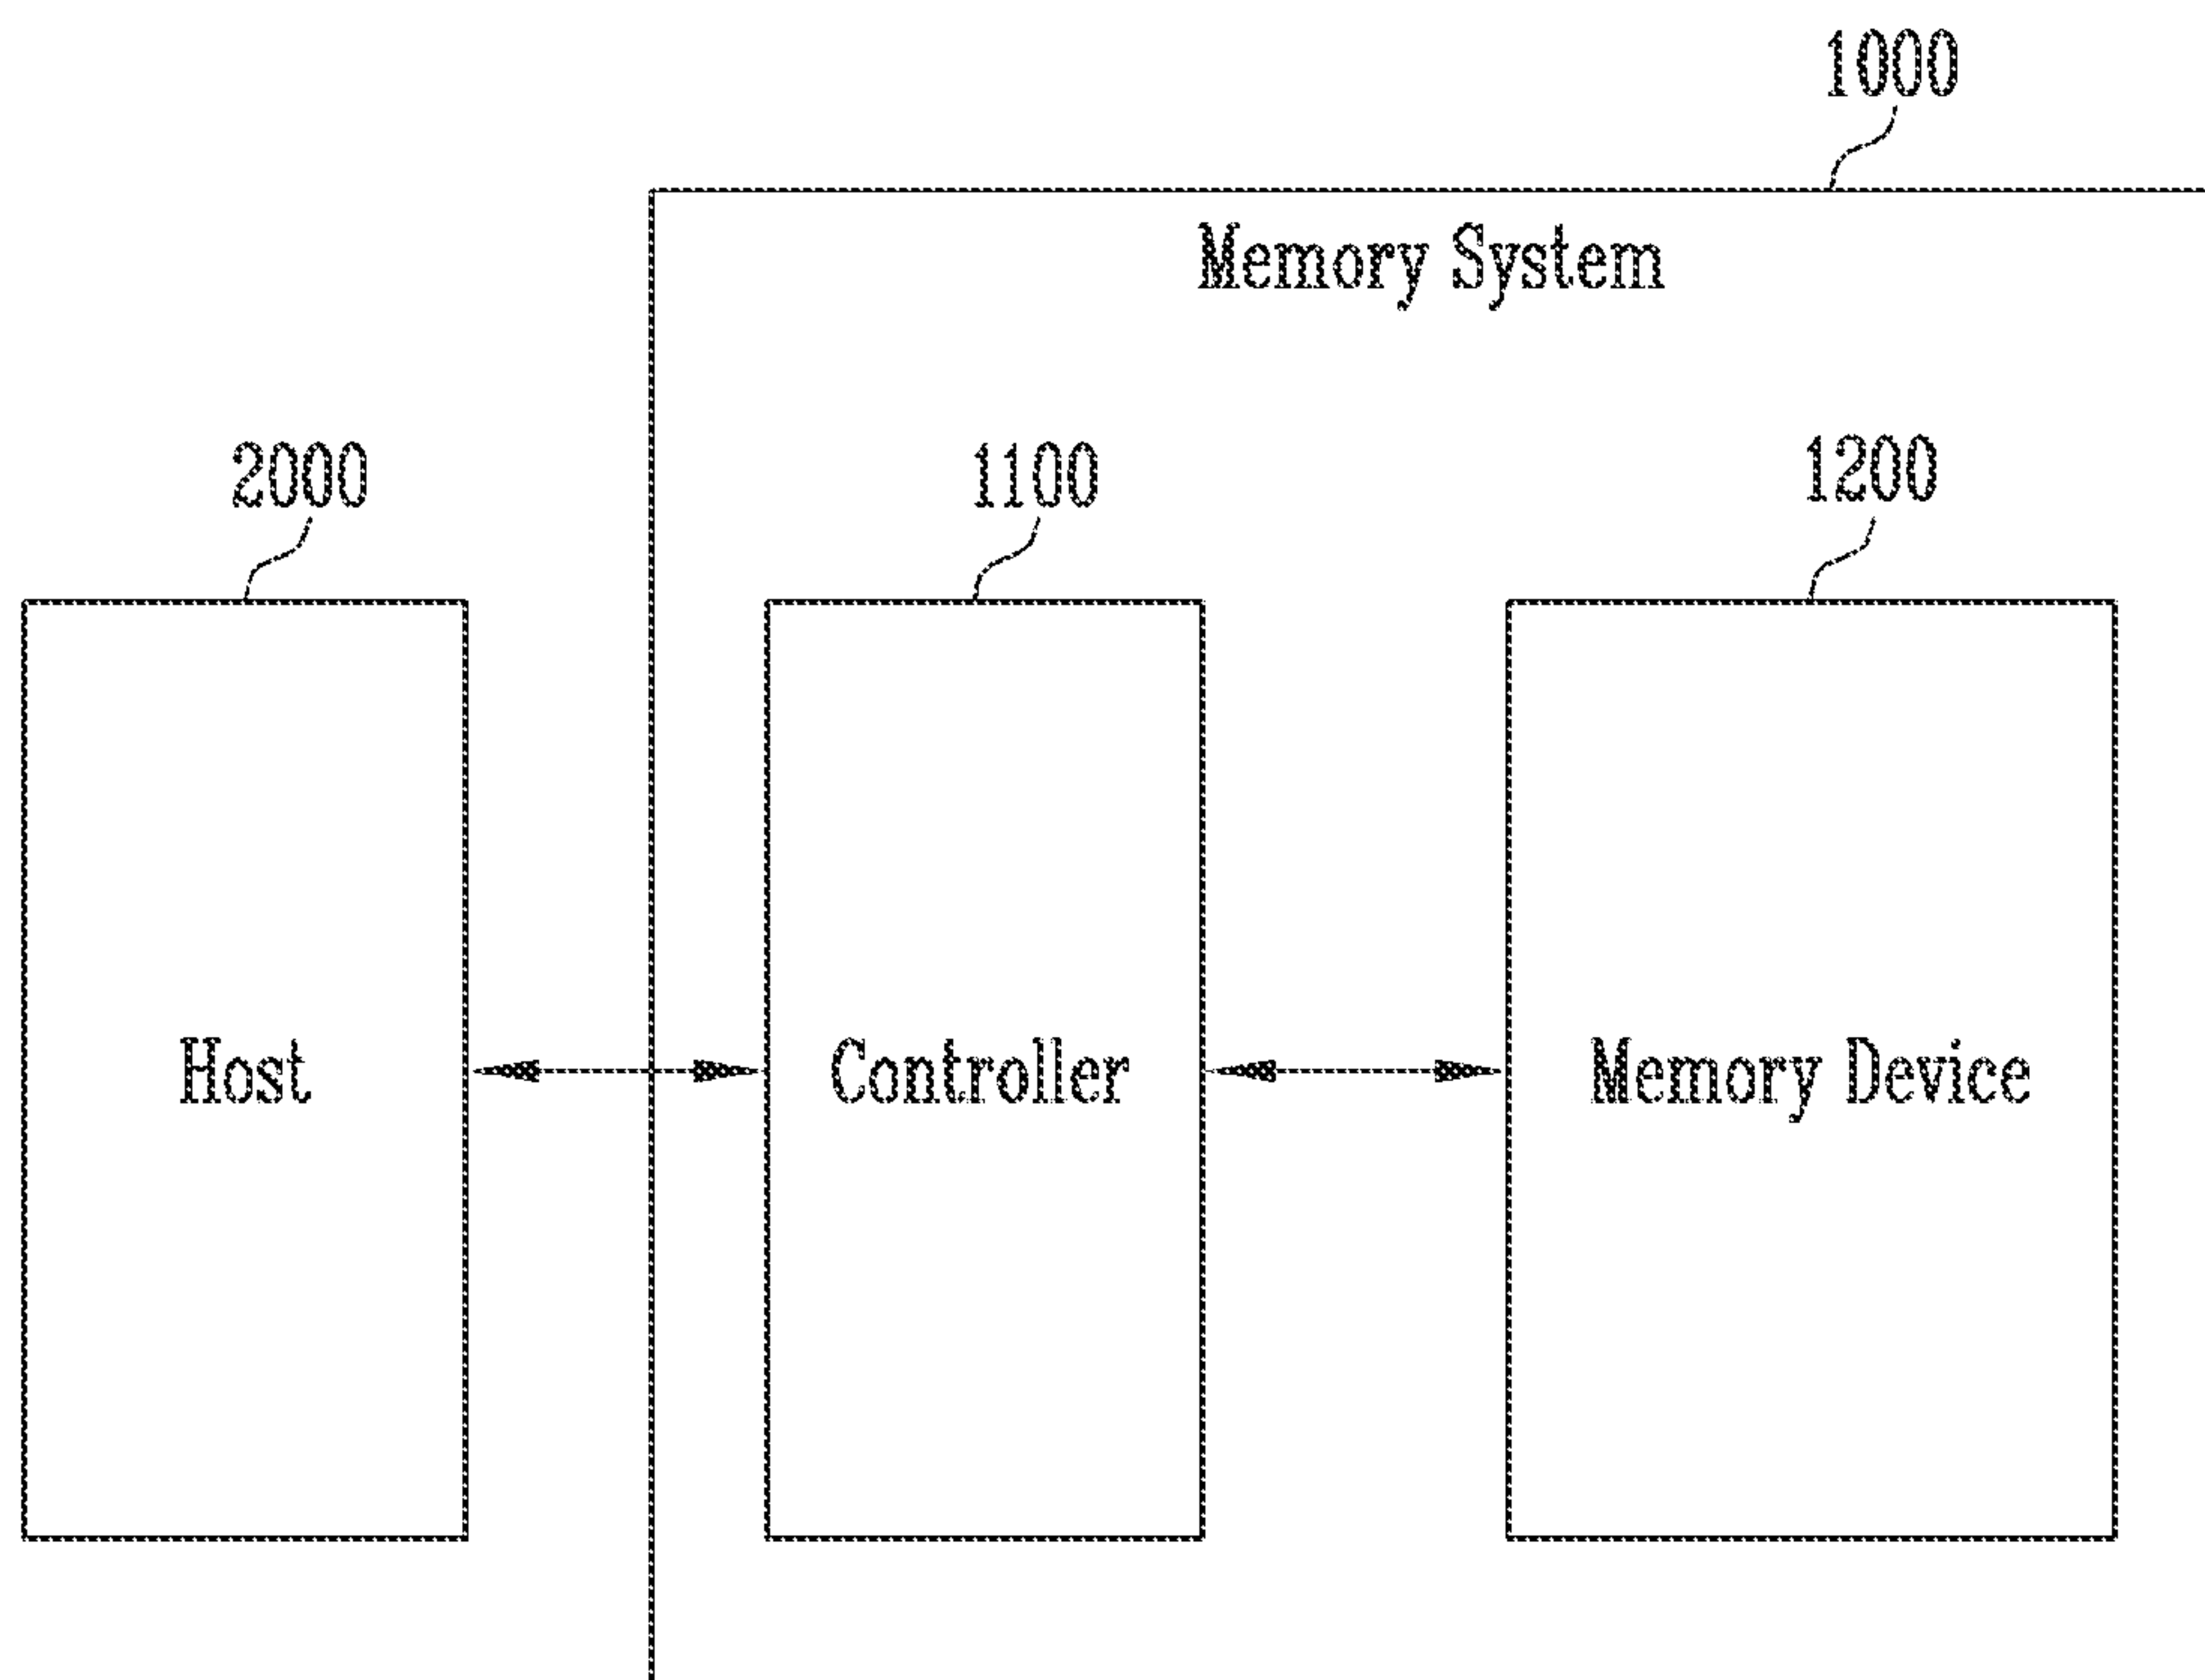 1000
Memory System
2000
1100
1200
Host
Controller
Memory Device